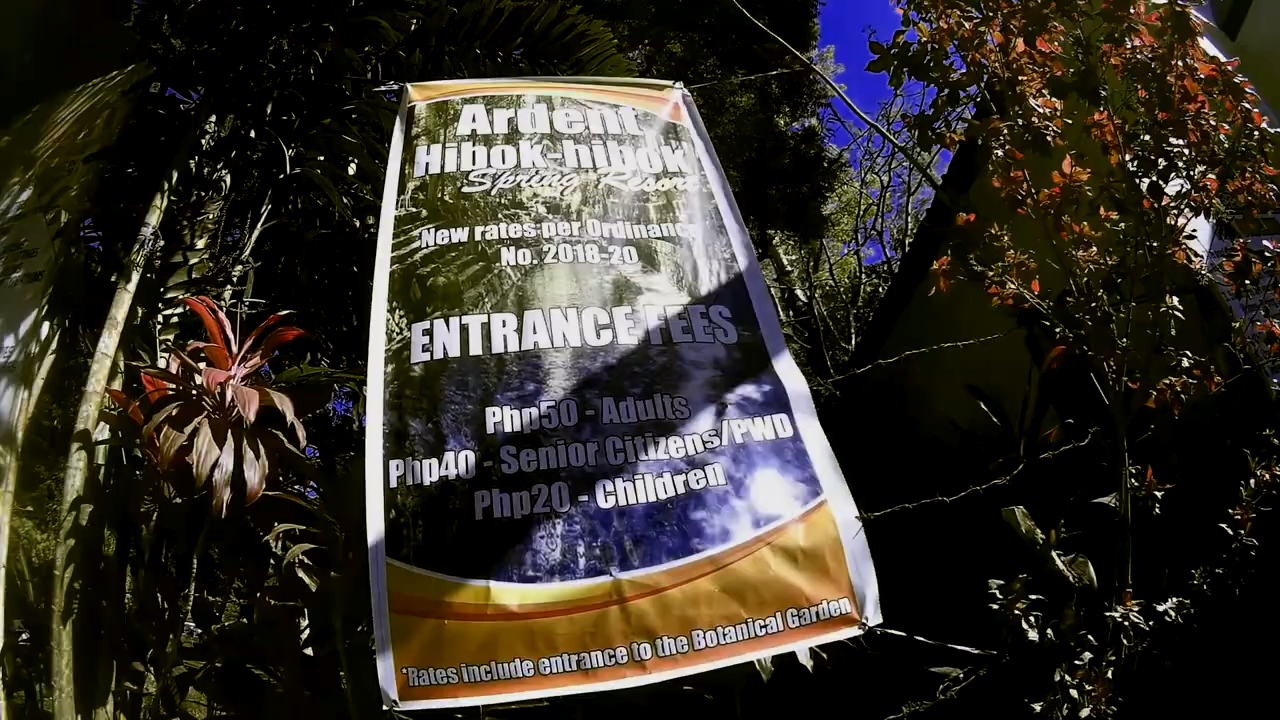 Ardent
Hibok-hibok
Spring Resort
New rates per Ordinance
No. 2018-20
ENTRANCE FEES
Php50 - Adults
Php40 - Senior Citizens/PWD
Php20 - Children
*Rates include entrance to the Botanical Garden